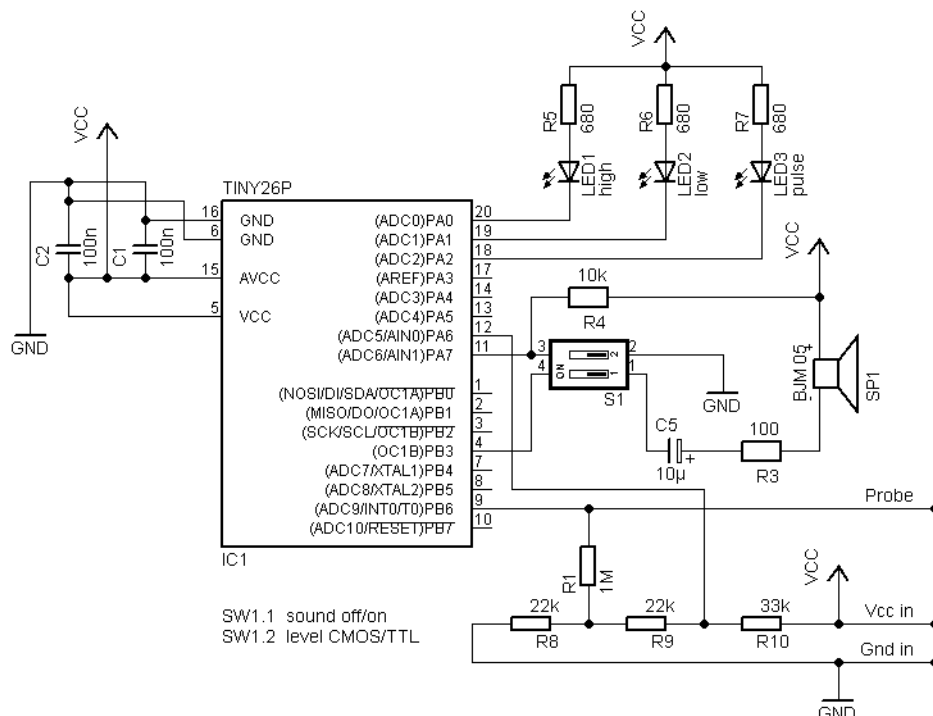 VCC
R5
680
R6
680
R7
680
LED1
high
LED2
low
LED3
pulse
VCC
C2
100n
C1
100n
GND
TINY26P
16 GND
6 GND
15 AVCC
5 VCC
(ADC0)PA0 20
(ADC1)PA1 19
(ADC2)PA2 18
(AREF)PA3 17
(ADC3)PA4 14
(ADC4)PA5 13
(ADC5/AIN0)PA6 12
(ADC6/AIN1)PA7 11
(NOSI/DI/SDA/OC1A)PB0 1
(MISO/DO/OC1A)PB1 2
(SCK/SCL/OC1B)PB2 3
(OC1B)PB3 4
(ADC7/XTAL1)PB4 7
(ADC8/XTAL2)PB5 8
(ADC9/INT0/T0)PB6 9
(ADC10/RESET)PB7 10
IC1
10k
R4
VCC
3 2 2
4 ON 1 1
S1
GND
BJM 05 +
SP1
C5
+
10µ
100
R3
Probe
R1
1M
VCC
22k
R8
22k
R9
33k
R10
Vcc in
Gnd in
GND
SW1.1 sound off/on
SW1.2 level CMOS/TTL